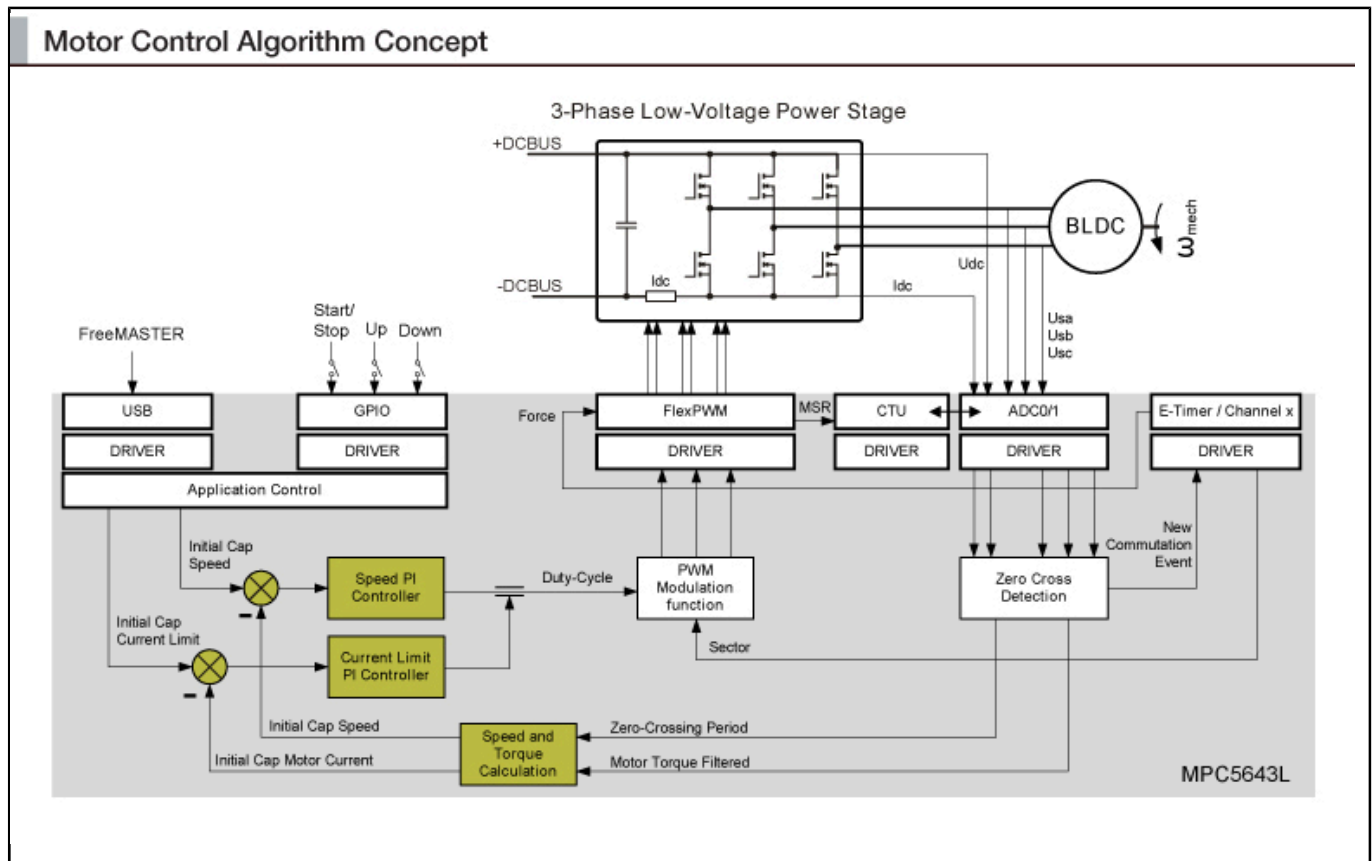 Motor Control Algorithm Concept
3-Phase Low-Voltage Power Stage
+DCBUS
-DCBUS
Idc
BLDC
ωmech
Udc
Idc
Usa
Usb
Usc
FreeMASTER
Start/
Stop
Up
Down
USB
GPIO
Force
FlexPWM
MSR
CTU
ADC0/1
E-Timer / Channel x
DRIVER
DRIVER
DRIVER
DRIVER
DRIVER
DRIVER
Application Control
Initial Cap
Speed
Speed PI
Controller
Duty-Cycle
PWM
Modulation
function
Zero Cross
Detection
New
Commutation
Event
Initial Cap
Current Limit
Current Limit
PI Controller
Sector
Initial Cap Speed
Initial Cap Motor Current
Speed and
Torque
Calculation
Zero-Crossing Period
Motor Torque Filtered
MPC5643L